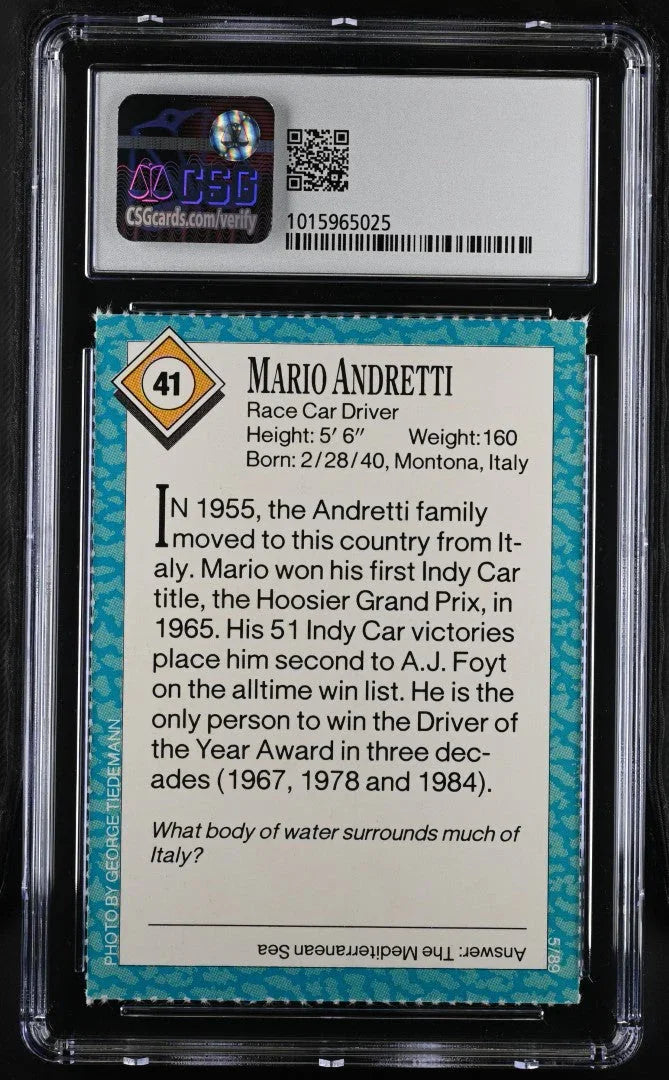 CSG
CSGcards.com/verify
1015965025
41
MARIO ANDRETTI
Race Car Driver
Height: 5' 6" Weight: 160
Born: 2/28/40, Montona, Italy
IN 1955, the Andretti family
moved to this country from It-
aly. Mario won his first Indy Car
title, the Hoosier Grand Prix, in
1965. His 51 Indy Car victories
place him second to A.J. Foyt
on the alltime win list. He is the
only person to win the Driver of
the Year Award in three dec-
ades (1967, 1978 and 1984).
What body of water surrounds much of
Italy?
Answer: The Mediterranean Sea
PHOTO BY GEORGE TIEDEMANN
5/89